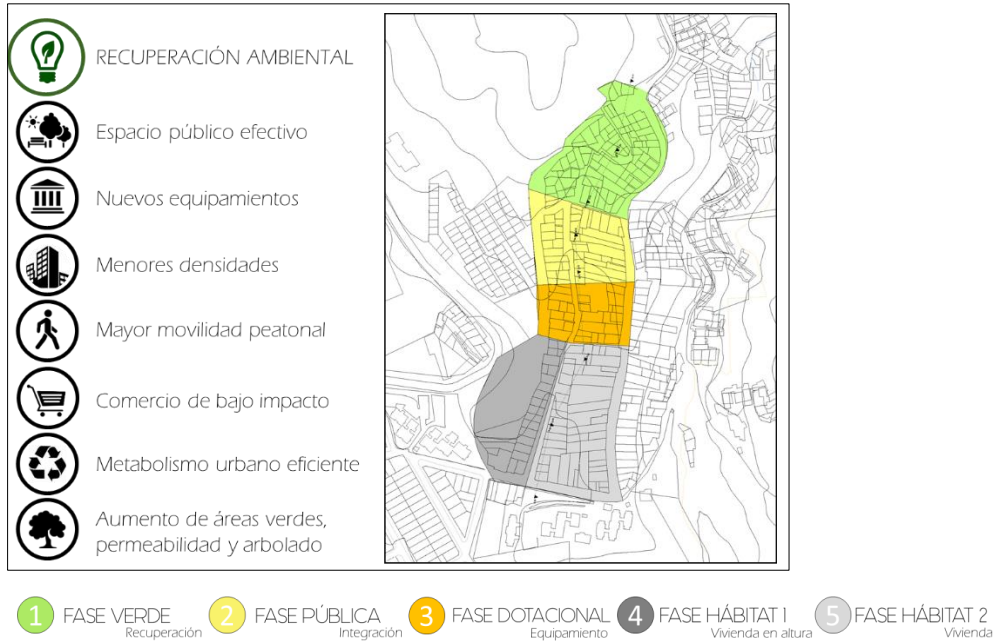 RECUPERACIÓN AMBIENTAL
Espacio público efectivo
Nuevos equipamientos
Menores densidades
Mayor movilidad peatonal
Comercio de bajo impacto
Metabolismo urbano eficiente
Aumento de áreas verdes,
permeabilidad y arbolado
1 FASE VERDE
Recuperación
2 FASE PÚBLICA
Integración
3 FASE DOTACIONAL
Equipamiento
4 FASE HÁBITAT 1
Vivienda en altura
5 FASE HÁBITAT 2
Vivienda